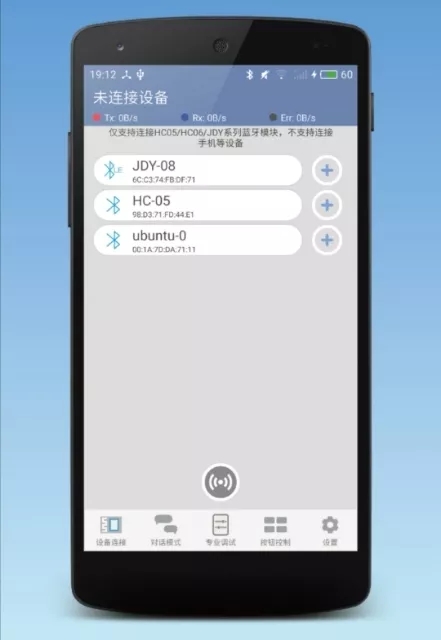 19:12 60
未连接设备
Tx: 0B/s Rx: 0B/s Err: 0B/s
仅支持连接HC05/HC06/JDY系列蓝牙模块，不支持连接
手机等设备
JDY-08
6C:C3:74:FB:DF:71
HC-05
98:D3:71:FD:44:E1
ubuntu-0
00:1A:7D:DA:71:11
设备连接 对话模式 专业调试 按钮控制 设置